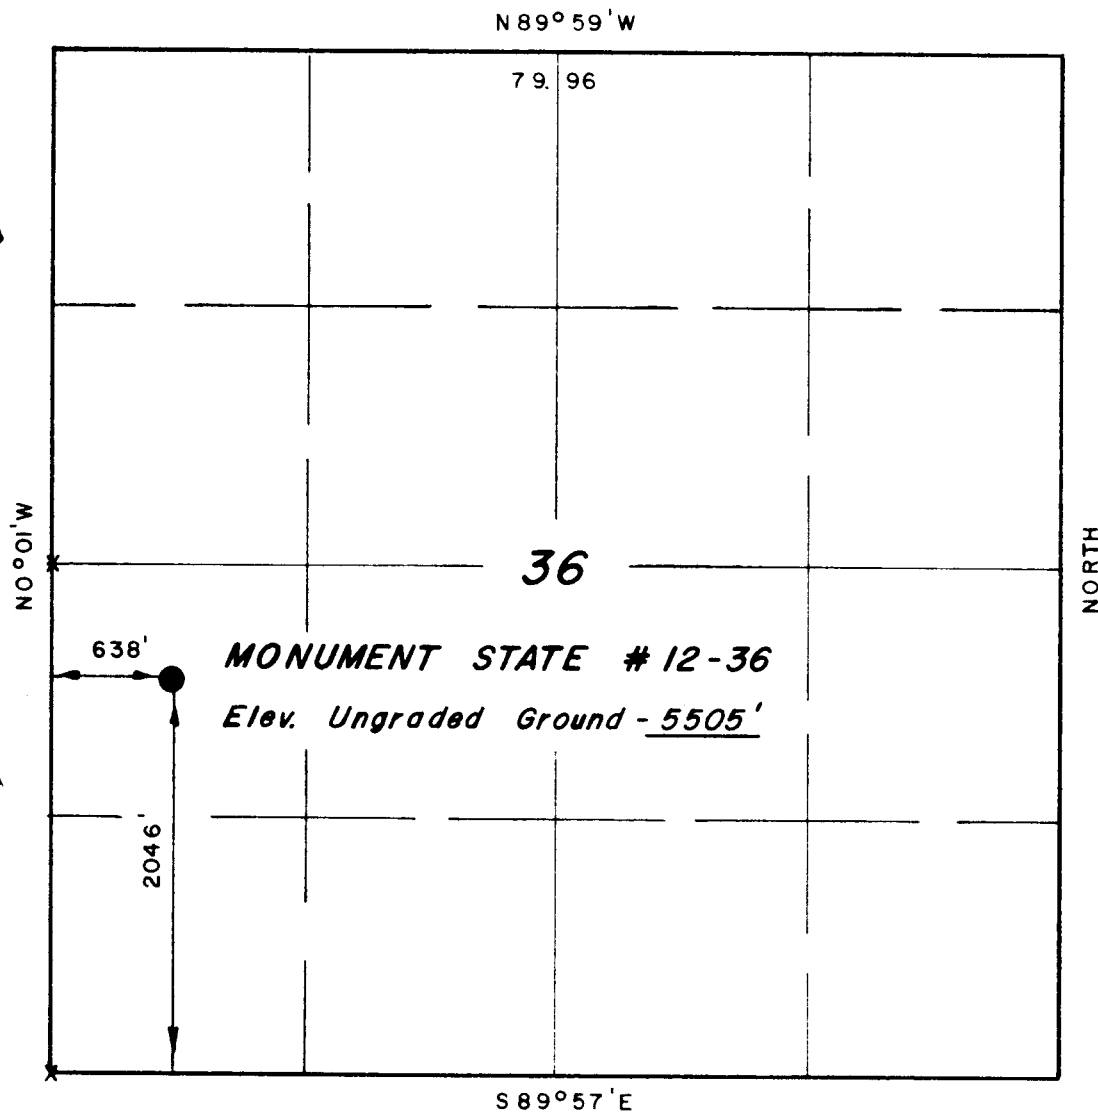 N89°59'W
79.96
N0°01'W
36
NORTH
638'
MONUMENT STATE #12-36
Elev. Ungraded Ground - 5505'
2046'
S89°57'E